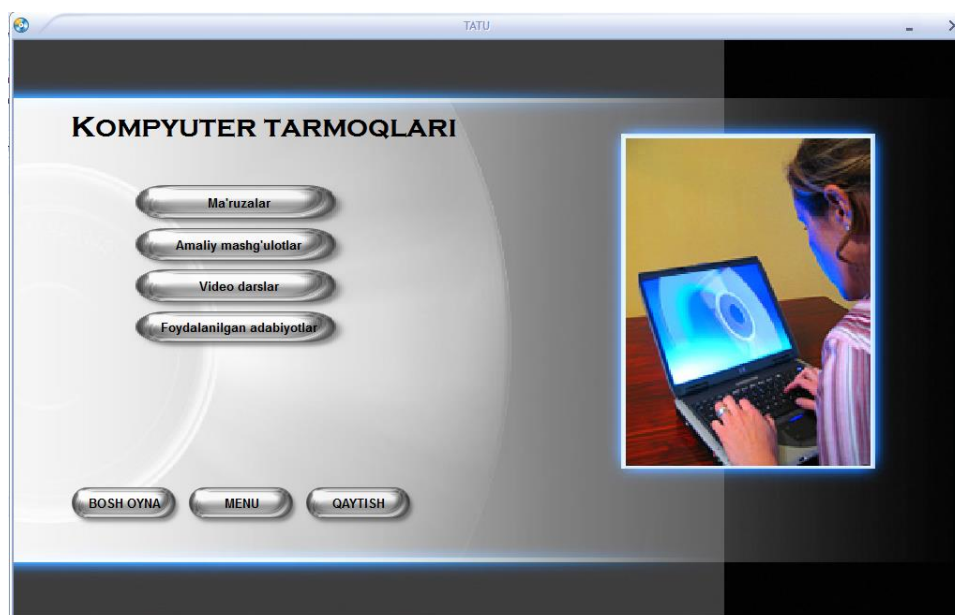 TATU
KOMPYUTER TARMOQLARI
Ma'ruzalar
Amaliy mashg'ulotlar
Video darslar
Foydalanilgan adabiyotlar
BOSH OYNA MENU QAYTISH